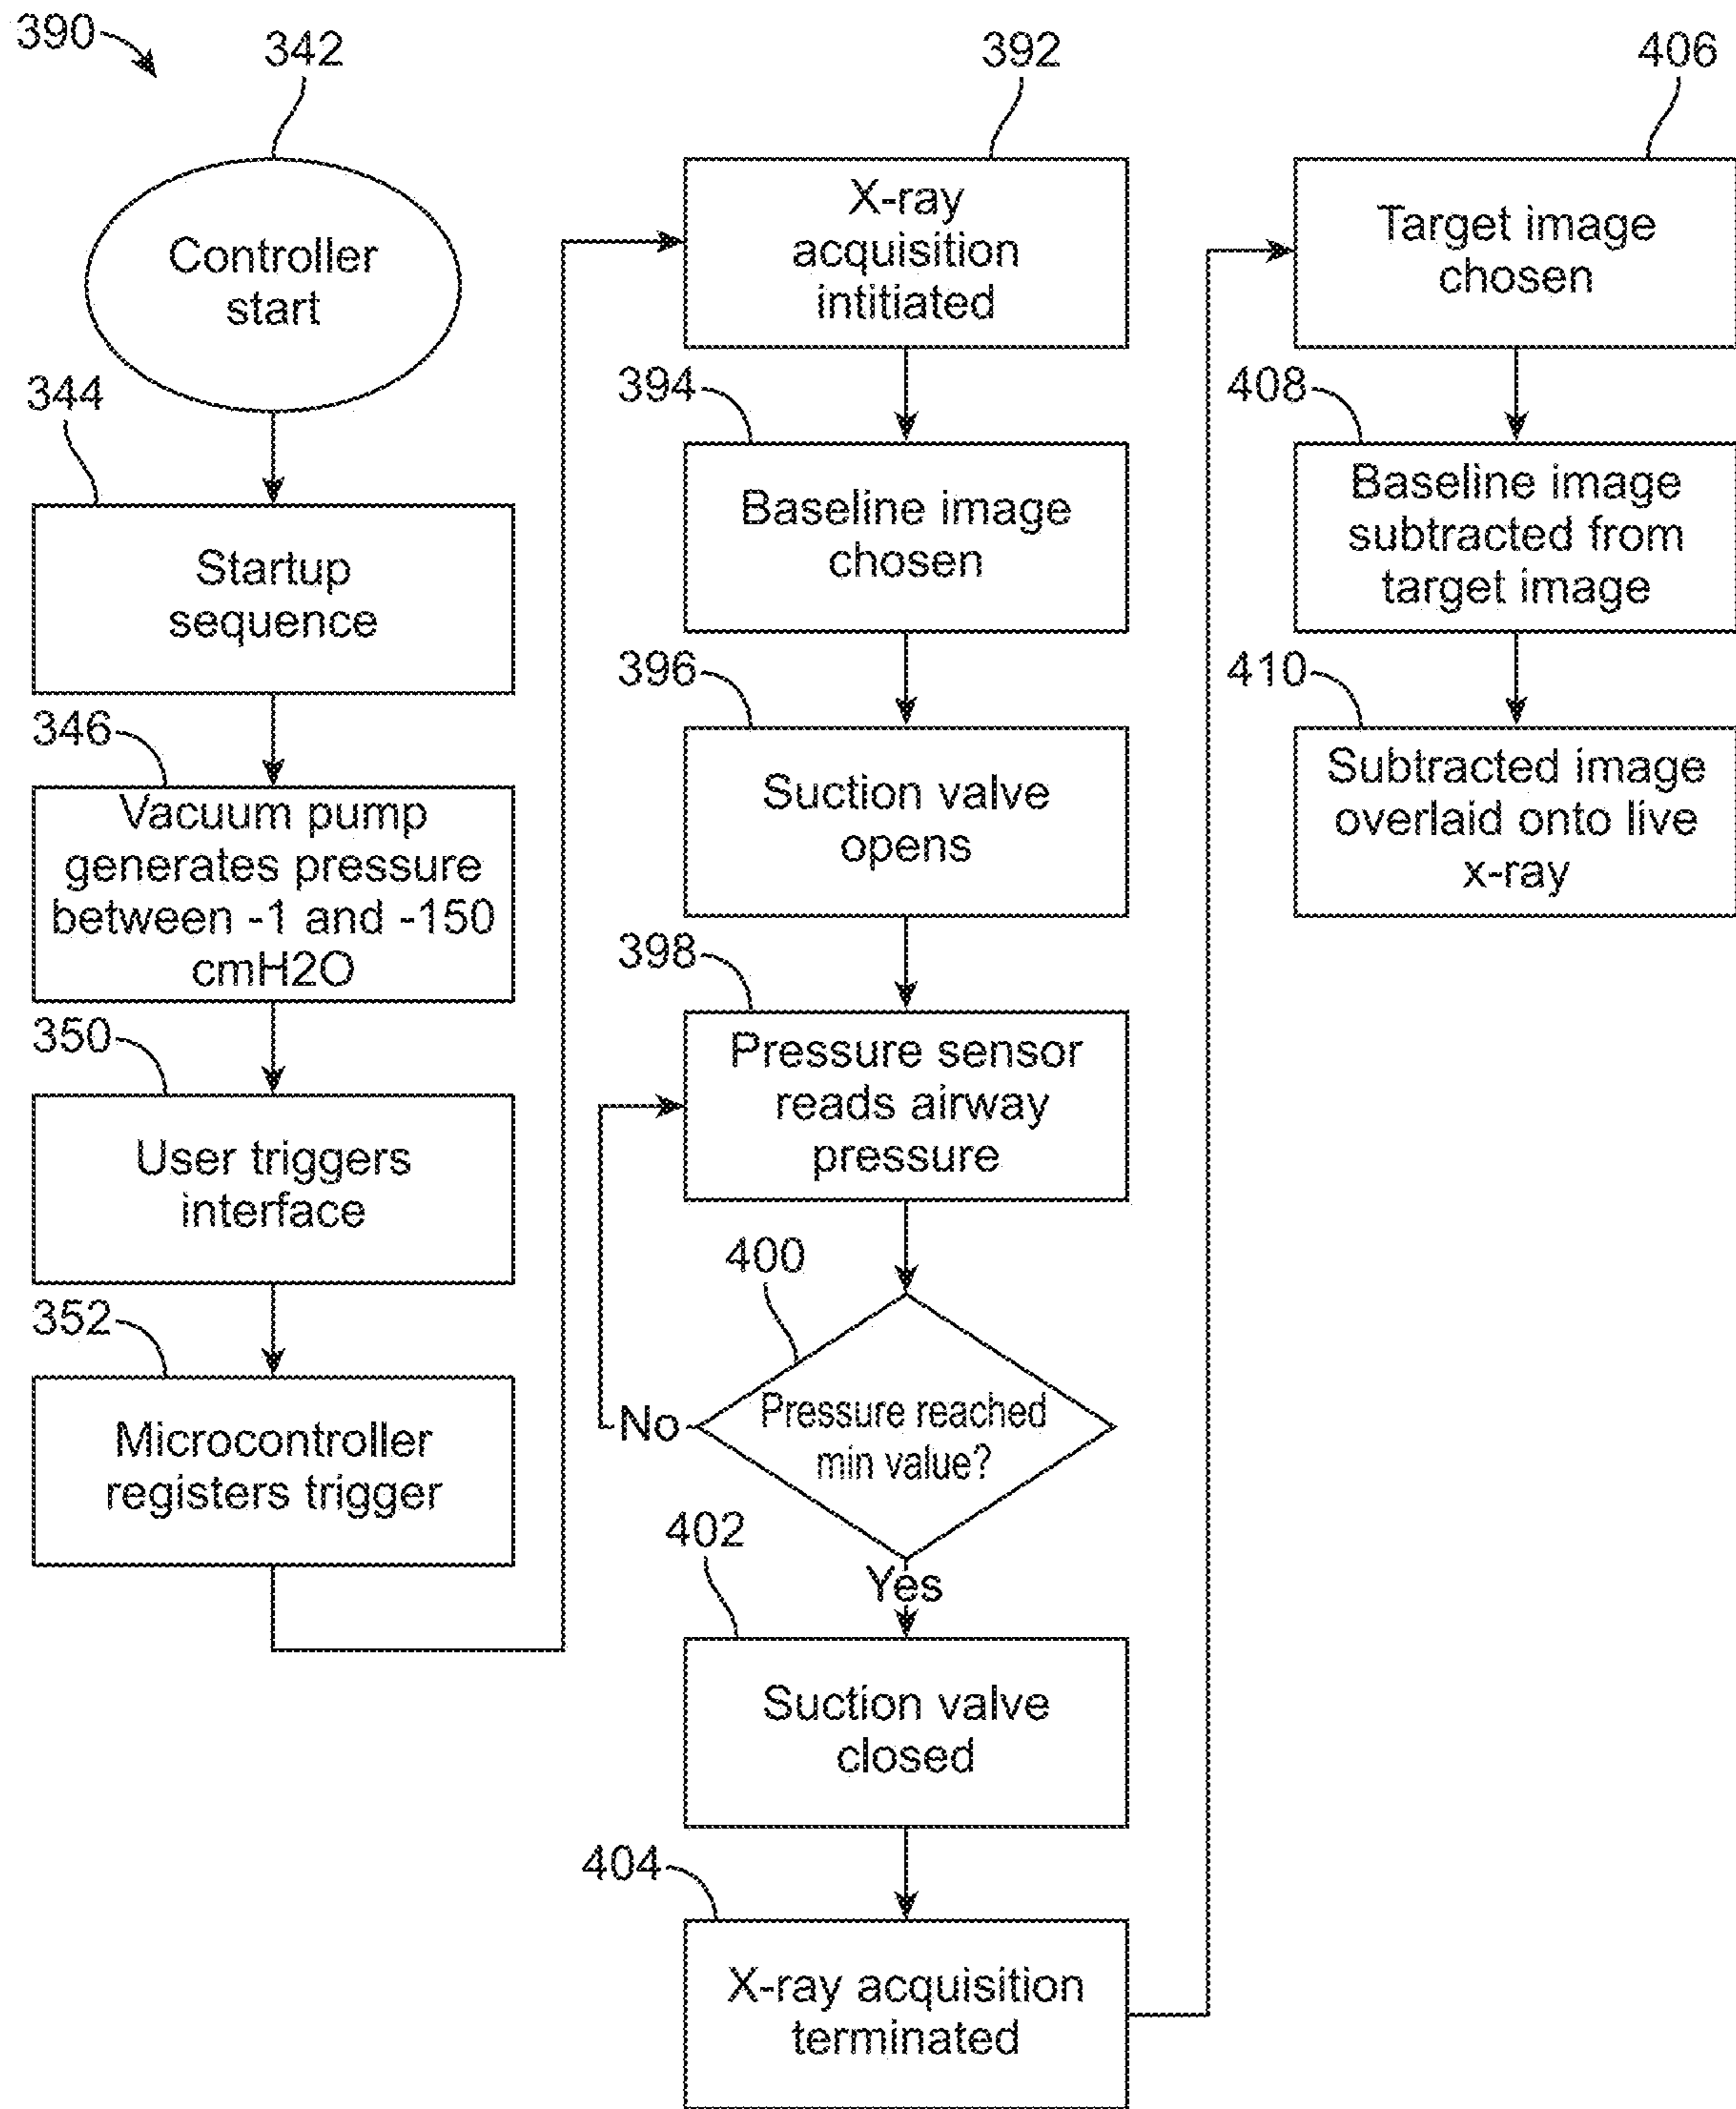 390
342
Controller
start
344
Startup
sequence
346
Vacuum pump
generates pressure
between -1 and -150
cmH2O
350
User triggers
interface
352
Microcontroller
registers trigger
392
X-ray
acquisition
intitiated
394
Baseline image
chosen
396
Suction valve
opens
398
Pressure sensor
reads airway
pressure
400
Pressure reached
min value?
No
Yes
402
Suction valve
closed
404
X-ray acquisition
terminated
406
Target image
chosen
408
Baseline image
subtracted from
target image
410
Subtracted image
overlaid onto live
x-ray